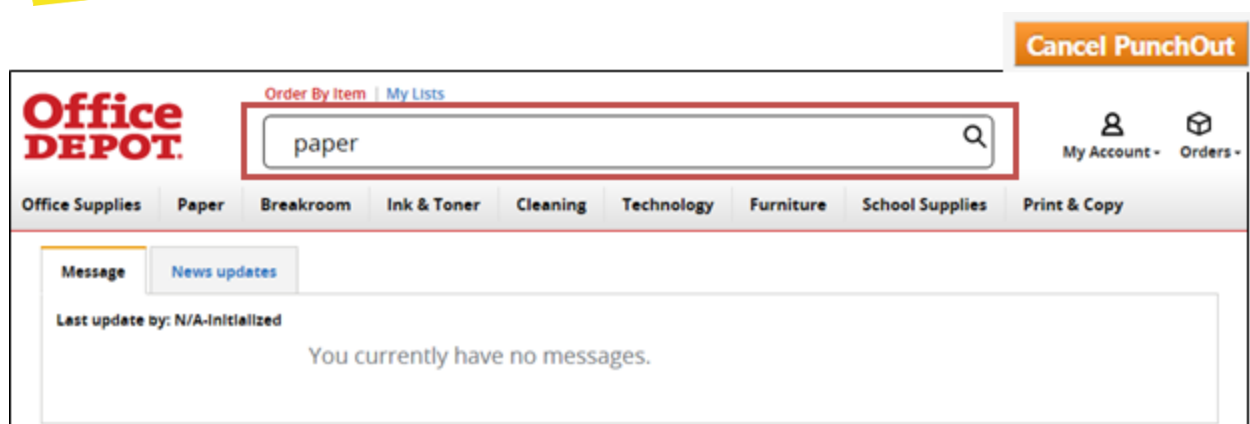 Cancel PunchOut
Order By Item | My Lists
Office
DEPOT.
paper
My Account
Orders
Office Supplies Paper Breakroom Ink & Toner Cleaning Technology Furniture School Supplies Print & Copy
Message News updates
Last update by: N/A-Initialized
You currently have no messages.